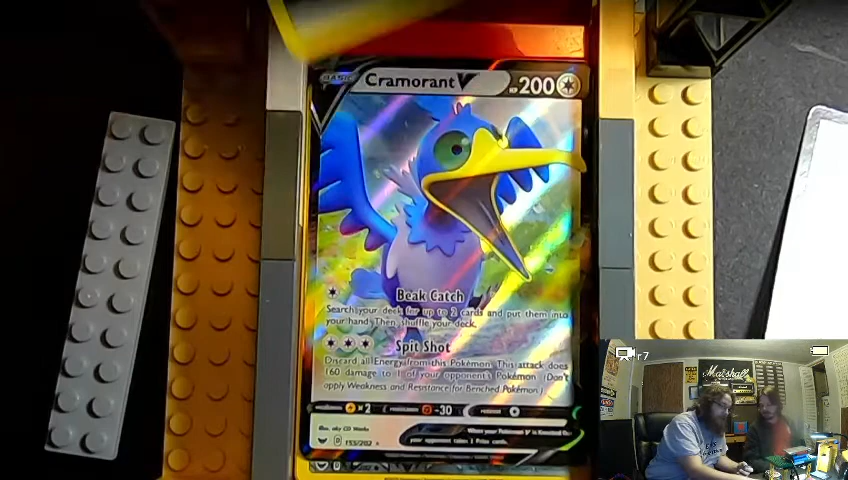 BASIC Cramorant V HP 200
Beak Catch
Search your deck for up to 2 cards and put them into
your hand. Then, shuffle your deck.
Spit Shot
Discard all Energy from this Pokémon. This attack does
160 damage to 1 of your opponent's Pokémon. (Don't
apply Weakness and Resistance for Benched Pokémon.)
×2 -30
When your Pokémon V is Knocked Out,
D 155/202
your opponent takes 2 Prize cards.
r7
Marshall